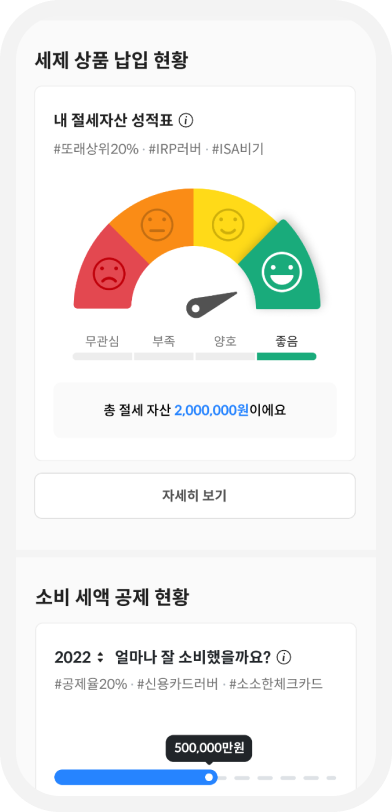 세제 상품 납입 현황
내 절세자산 성적표
#또래상위20% · #IRP러버 · #ISA비기
무관심 부족 양호 좋음
총 절세 자산 2,000,000원이에요
자세히 보기
소비 세액 공제 현황
2022 얼마나 잘 소비했을까요?
#공제율20% · #신용카드러버 · #소소한체크카드
500,000만원